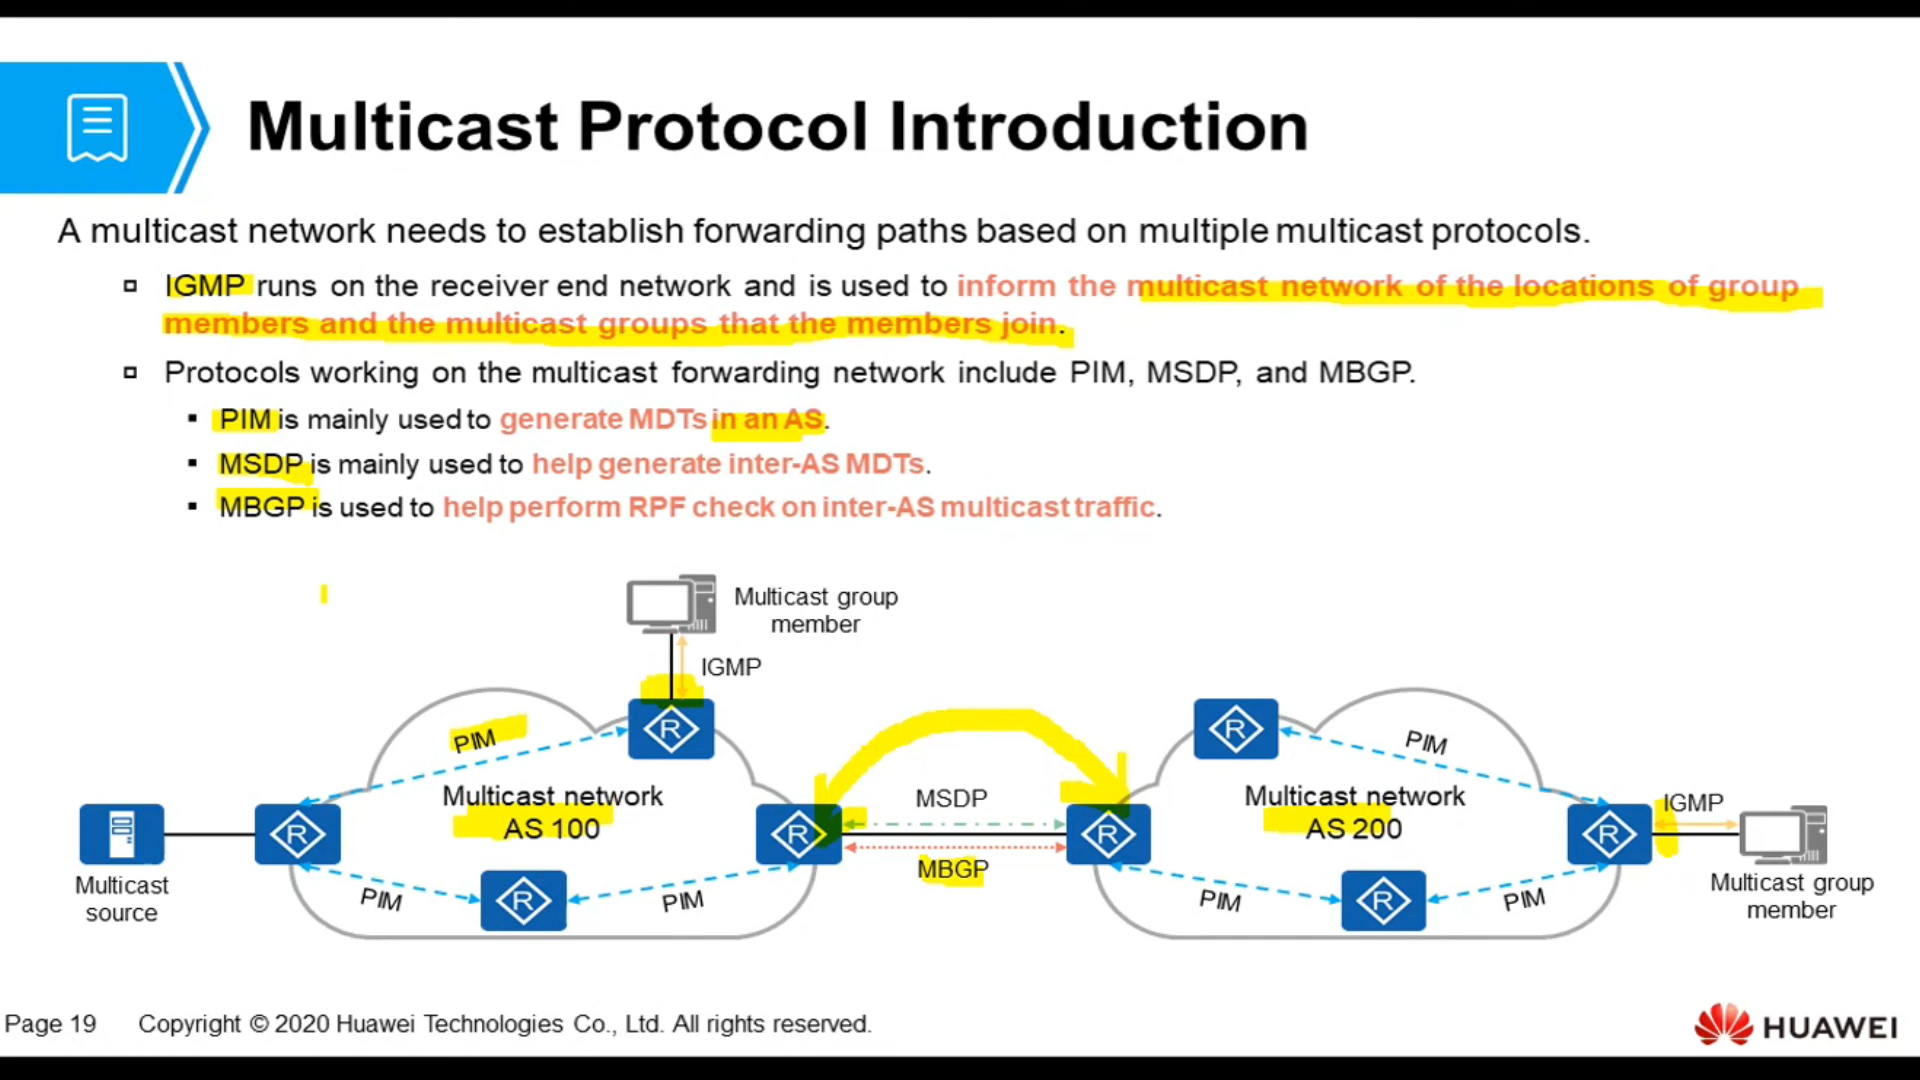 Multicast Protocol Introduction
A multicast network needs to establish forwarding paths based on multiple multicast protocols.
IGMP runs on the receiver end network and is used to inform the multicast network of the locations of group
members and the multicast groups that the members join.
Protocols working on the multicast forwarding network include PIM, MSDP, and MBGP.
PIM is mainly used to generate MDTs in an AS.
MSDP is mainly used to help generate inter-AS MDTs.
MBGP is used to help perform RPF check on inter-AS multicast traffic.
Multicast group
member
IGMP
R
R
PIM
PIM
Multicast network
AS 100
MSDP
Multicast network
AS 200
IGMP
R
R
R
R
MBGP
Multicast
source
PIM
R
PIM
PIM
R
PIM
Multicast group
member
Page 19
Copyright © 2020 Huawei Technologies Co., Ltd. All rights reserved.
HUAWEI